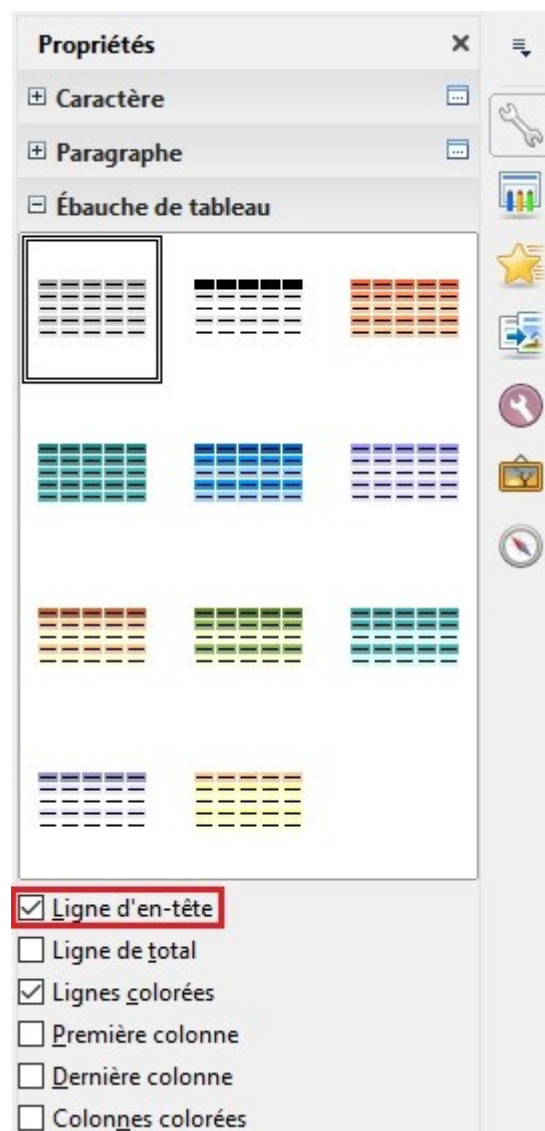 Propriétés
Caractère
Paragraphe
Ébauche de tableau
Ligne d'en-tête
Ligne de total
Lignes colorées
Première colonne
Dernière colonne
Colonnes colorées